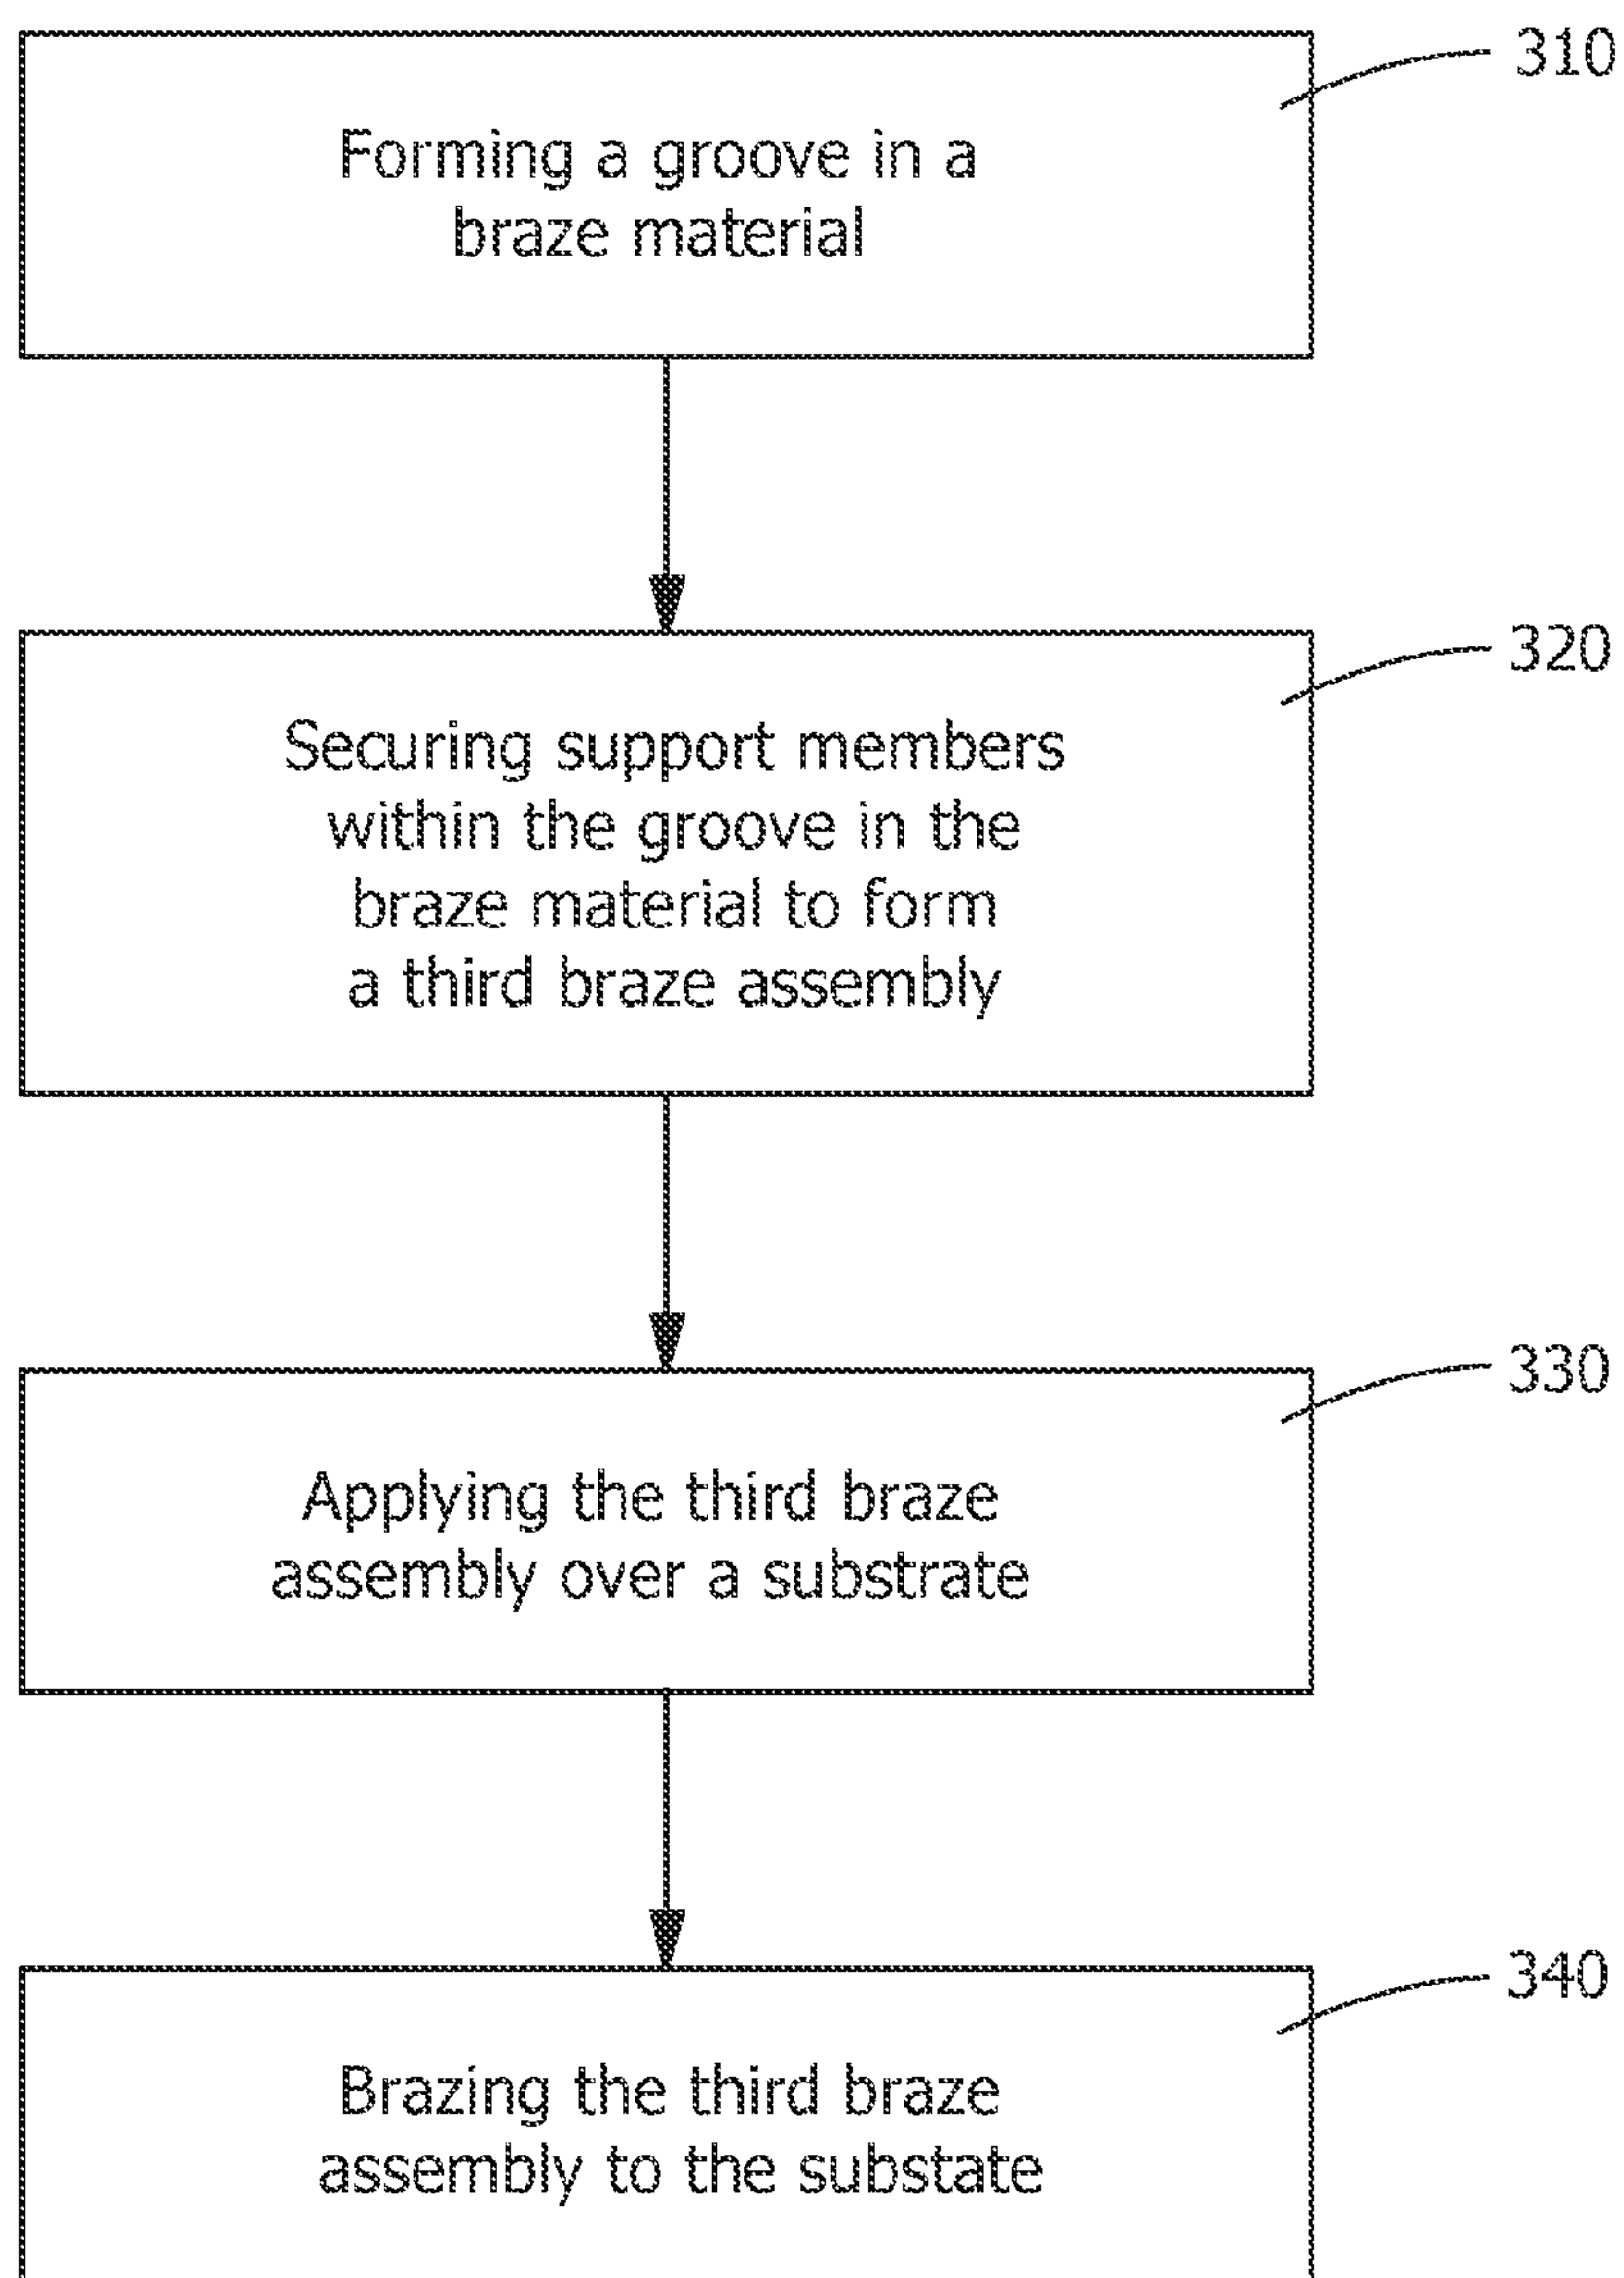 310
Forming a groove in a
braze material
320
Securing support members
within the groove in the
braze material to form
a third braze assembly
330
Applying the third braze
assembly over a substrate
340
Brazing the third braze
assembly to the substate